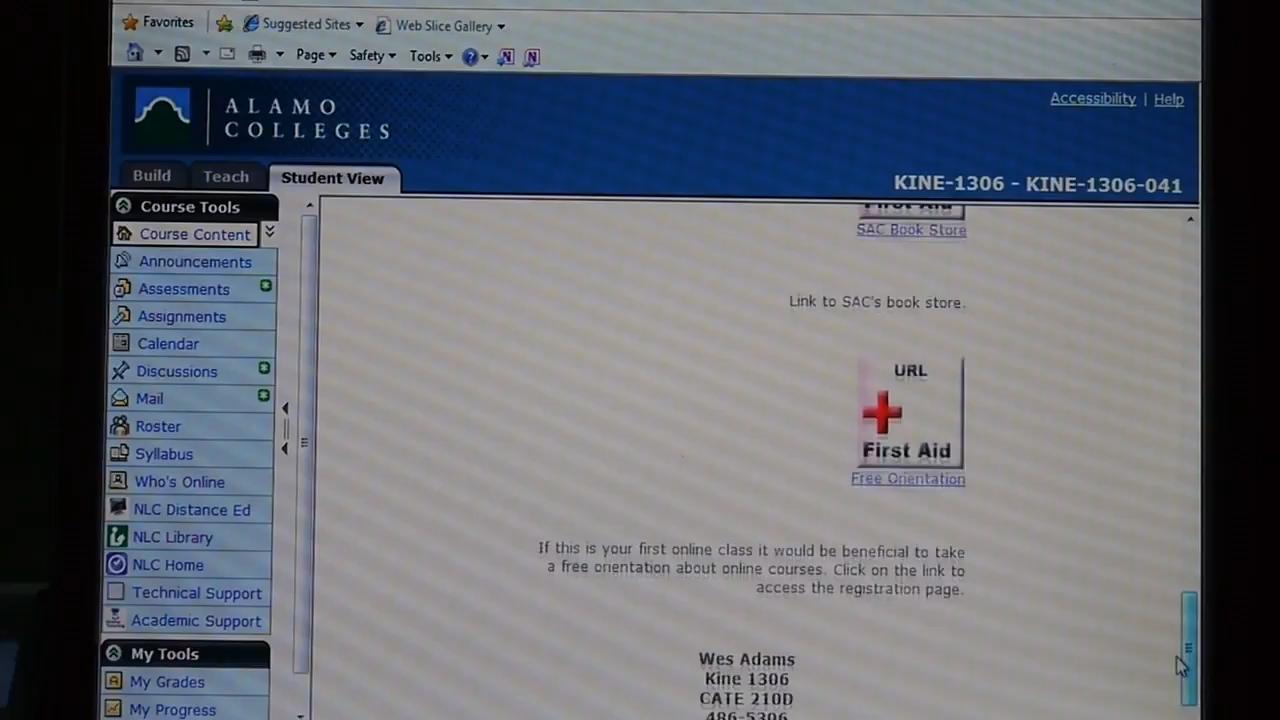 Favorites
Suggested Sites
Web Slice Gallery
Page
Safety
Tools
ALAMO
COLLEGES
Accessibility | Help
Build
Teach
Student View
KINE-1306 - KINE-1306-041
Course Tools
Course Content
Announcements
Assessments
Assignments
Calendar
Discussions
Mail
Roster
Syllabus
Who's Online
NLC Distance Ed
NLC Library
NLC Home
Technical Support
Academic Support
My Tools
My Grades
My Progress
First Aid
SAC Book Store
Link to SAC's book store.
URL
First Aid
Free Orientation
If this is your first online class it would be beneficial to take
a free orientation about online courses. Click on the link to
access the registration page.
Wes Adams
Kine 1306
CATE 210D
486-5306